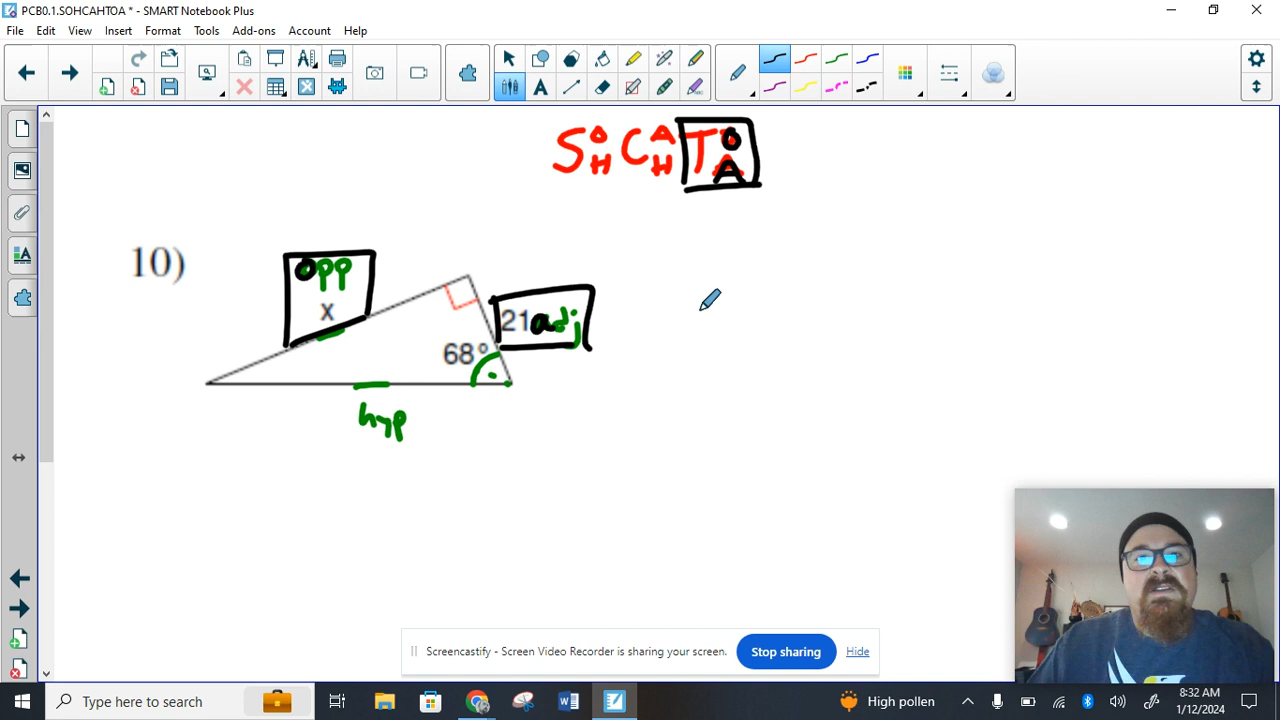 PCB0.1.SOHCAHTOA * - SMART Notebook Plus
File Edit View Insert Format Tools Add-ons Account Help
S O H C A H T O A
10)
opp
x
21 adj
68°
hyp
Screencastify - Screen Video Recorder is sharing your screen. Stop sharing Hide
Type here to search
High pollen
8:32 AM
1/12/2024